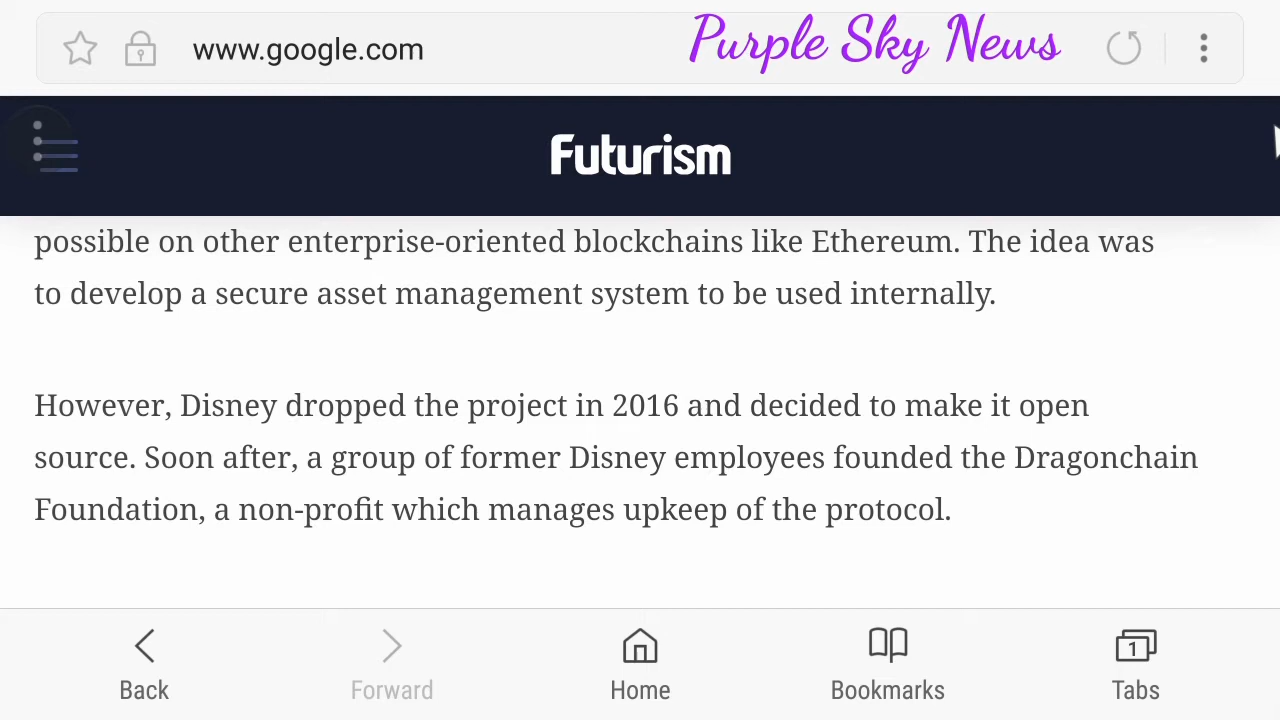 www.google.com
Purple Sky News
Futurism
possible on other enterprise-oriented blockchains like Ethereum. The idea was
to develop a secure asset management system to be used internally.
However, Disney dropped the project in 2016 and decided to make it open
source. Soon after, a group of former Disney employees founded the Dragonchain
Foundation, a non-profit which manages upkeep of the protocol.
1
Back Forward Home Bookmarks Tabs